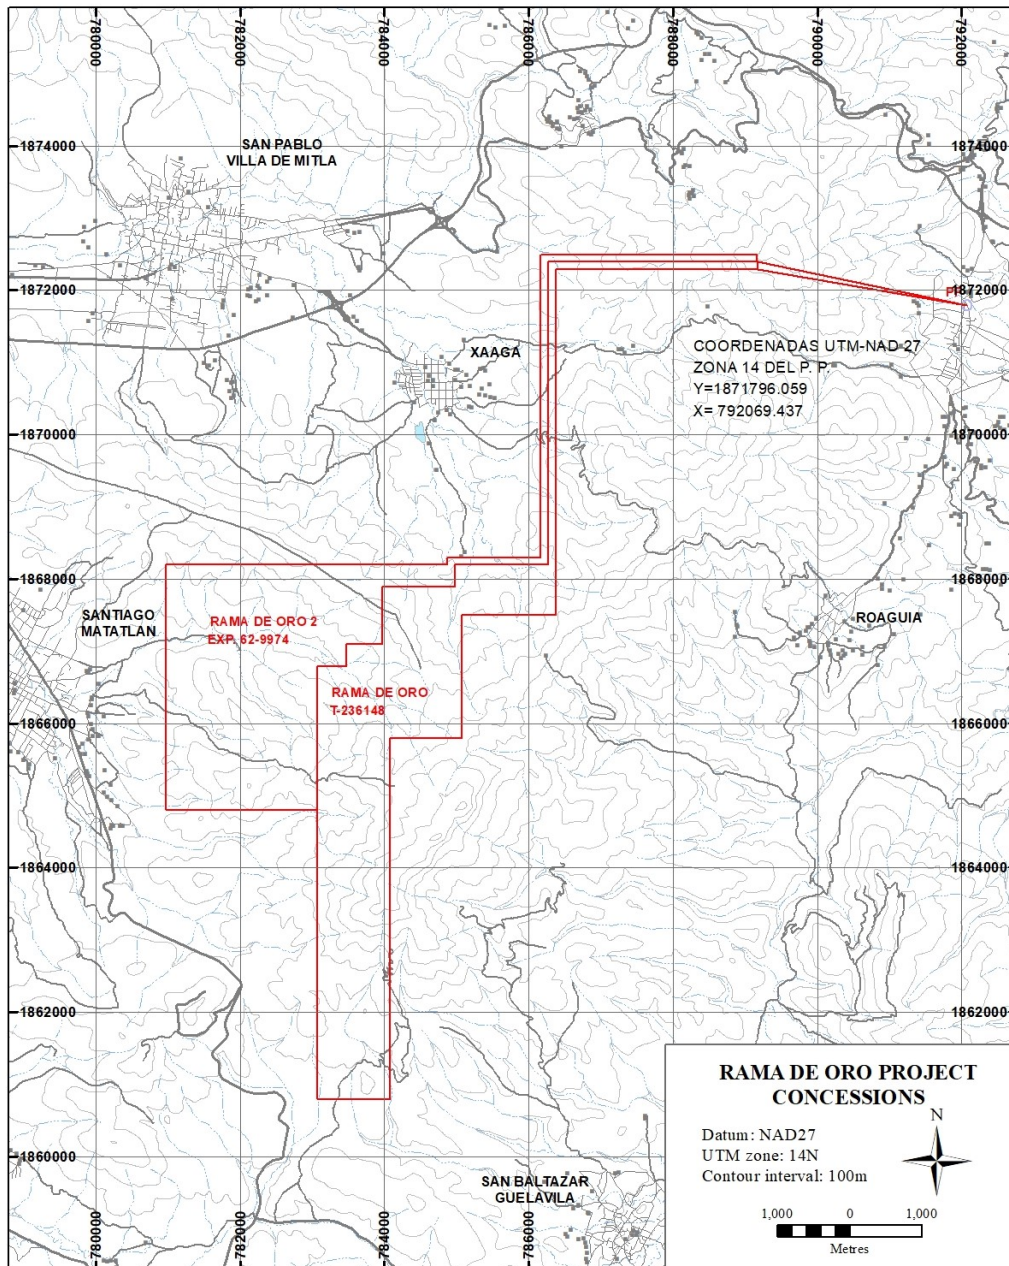 780000
782000
784000
786000
788000
790000
792000
1874000
1874000
SAN PABLO
VILLA DE MITLA
1872000
1872000
XAAGA
COORDENADAS UTM-NAD 27
ZONA 14 DEL P. P.
Y=1871796.059
X= 792069.437
1870000
1870000
1868000
1868000
SANTIAGO
MATATLAN
RAMA DE ORO 2
EXP. 62-9974
ROAGUIA
RAMA DE ORO
T-236148
1866000
1866000
1864000
1864000
1862000
1862000
RAMA DE ORO PROJECT
CONCESSIONS
N
Datum: NAD27
UTM zone: 14N
Contour interval: 100m
1860000
SAN BALTAZAR
GUELAVILA
1,000 0 1,000
Metres
780000
782000
784000
786000